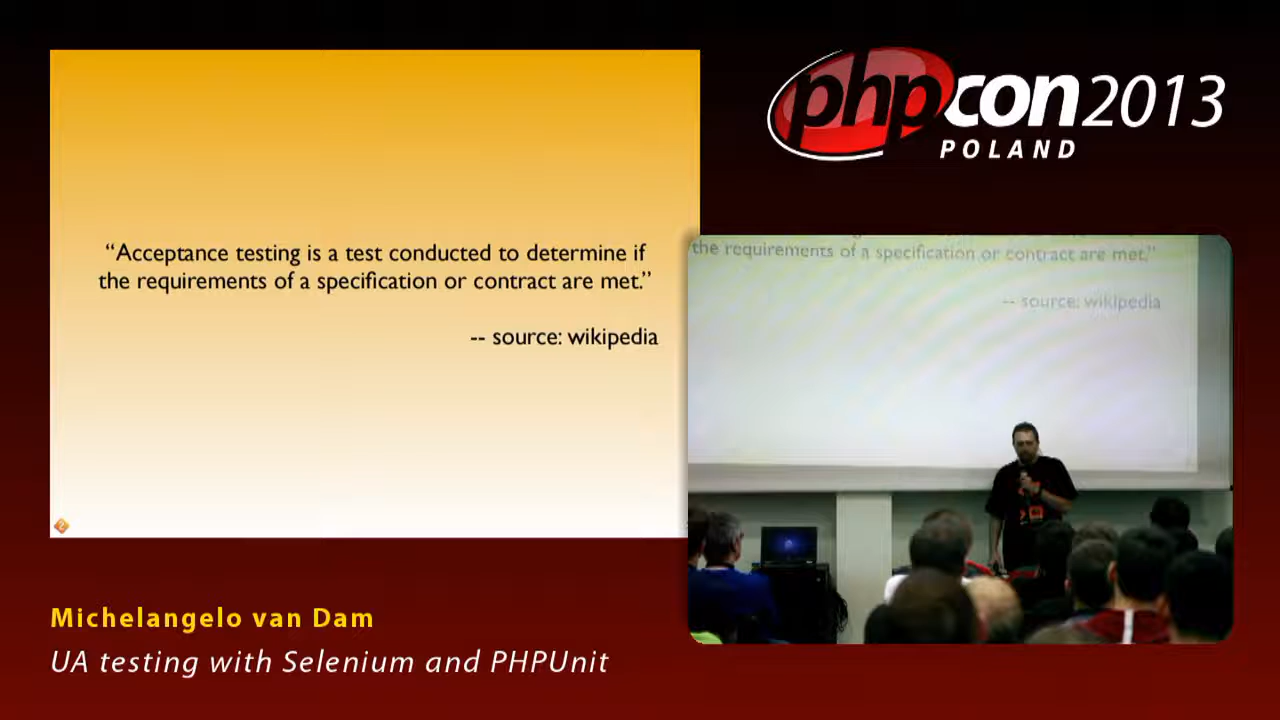 “Acceptance testing is a test conducted to determine if
the requirements of a specification or contract are met.”
-- source: wikipedia
phpcon2013
POLAND
the requirements of a specification or contract are met.”
-- source: wikipedia
Michelangelo van Dam
UA testing with Selenium and PHPUnit